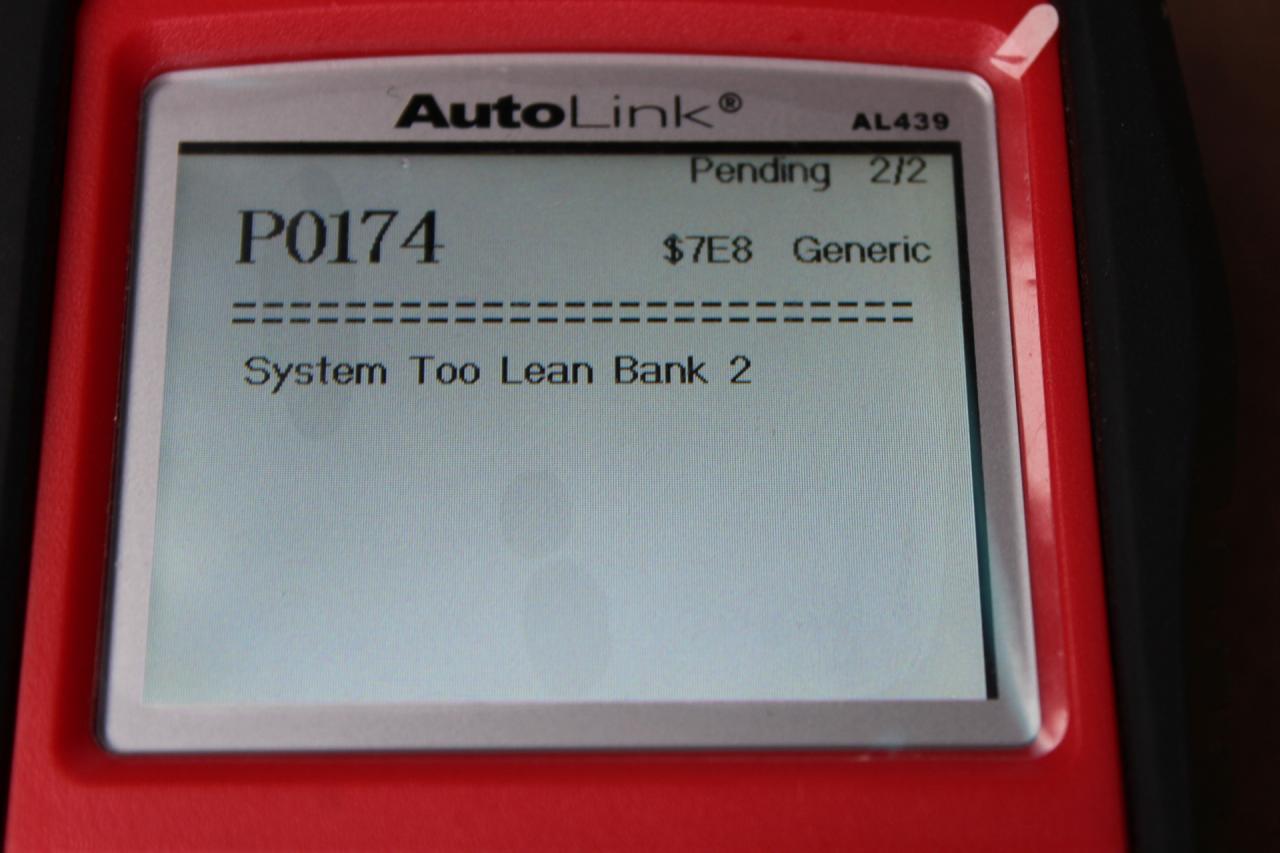 AutoLink®
AL439
Pending 2/2
P0174 $7E8 Generic
==========================
System Too Lean Bank 2